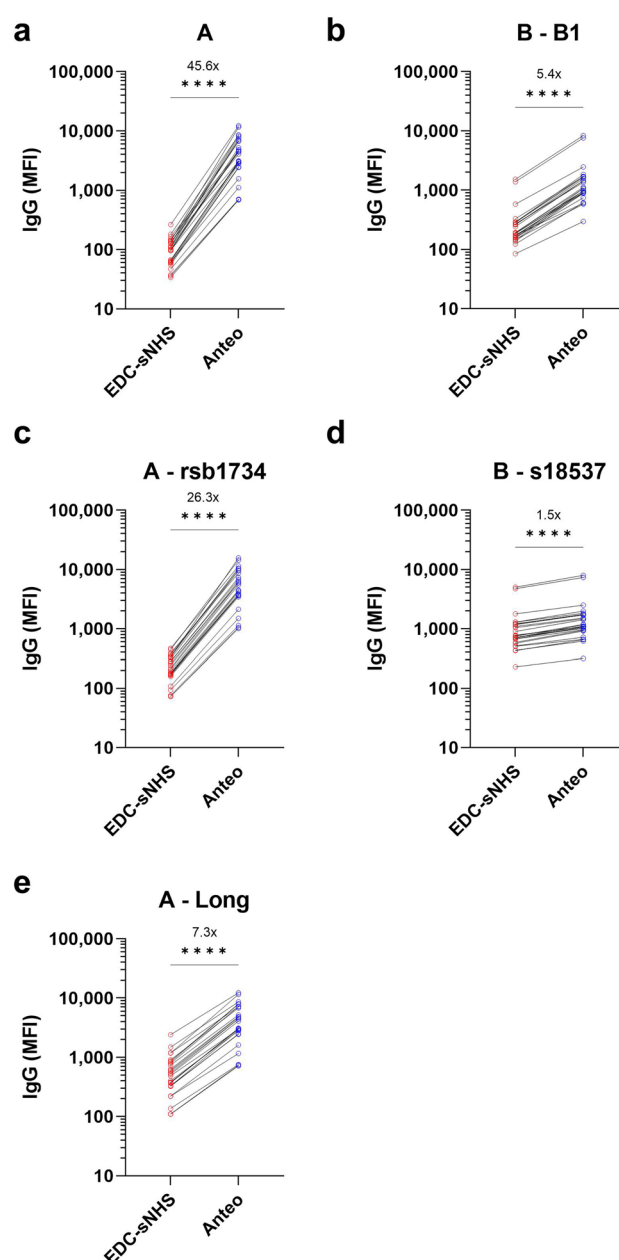 a
A
45.6x
****
100,000
10,000
1,000
100
10
IgG (MFI)
EDC-sNHS
Anteo
b
B - B1
5.4x
****
100,000
10,000
1,000
100
10
IgG (MFI)
EDC-sNHS
Anteo
c
A - rsb1734
26.3x
****
100,000
10,000
1,000
100
10
IgG (MFI)
EDC-sNHS
Anteo
d
B - s18537
1.5x
****
100,000
10,000
1,000
100
10
IgG (MFI)
EDC-sNHS
Anteo
e
A - Long
7.3x
****
100,000
10,000
1,000
100
10
IgG (MFI)
EDC-sNHS
Anteo